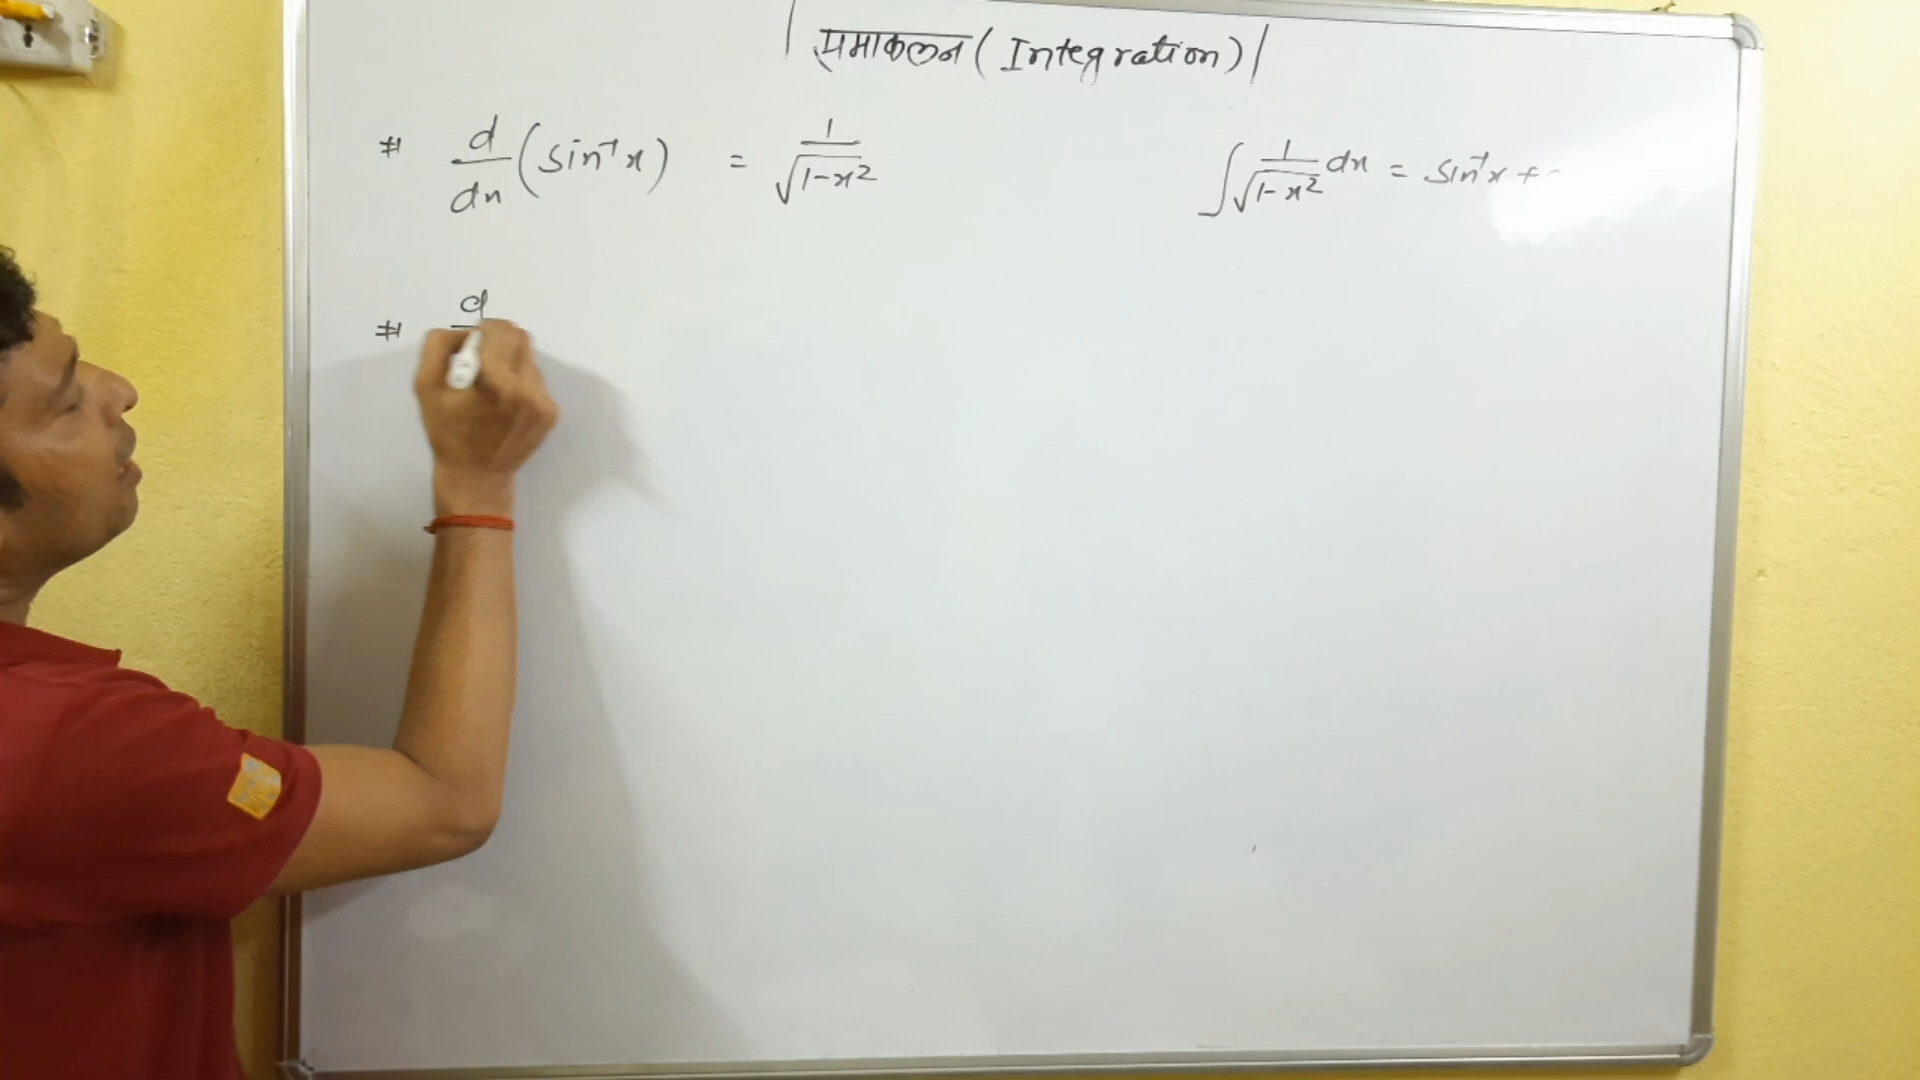 | समाकलन ( Integration ) |
# d/dx (sin⁻¹x) = 1/√1-x² ∫ 1/√1-x² dx = sin⁻¹x +
# d